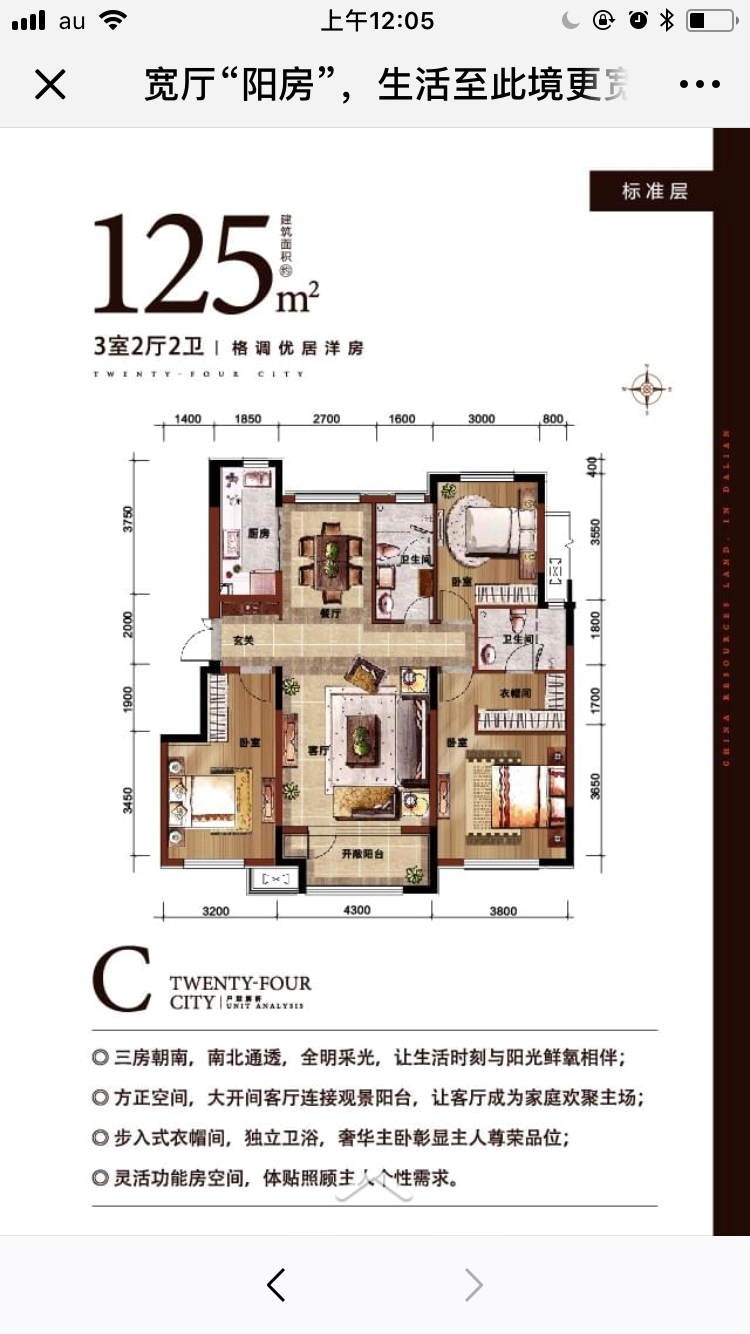 au 上午12:05
宽厅“阳房”，生活至此境更宽
标准层
125m²
建筑面积约
3室2厅2卫 | 格调优居洋房
TWENTY-FOUR CITY
N
W E
S
1400 1850 2700 1600 3000 800
400
3750
3550
厨房
卫生间
卧室
餐厅
2000
1800
玄关
卫生间
1900
1700
衣帽间
卧室
客厅
卧室
3450
3650
开敞阳台
3200 4300 3800
CHINA RESOURCES LAND. IN DALIAN
C
TWENTY-FOUR
CITY | 户型解析
UNIT ANALYSIS
◎ 三房朝南，南北通透，全明采光，让生活时刻与阳光鲜氧相伴；
◎ 方正空间，大开间客厅连接观景阳台，让客厅成为家庭欢聚主场；
◎ 步入式衣帽间，独立卫浴，奢华主卧彰显主人尊荣品位；
◎ 灵活功能房空间，体贴照顾主人个性需求。